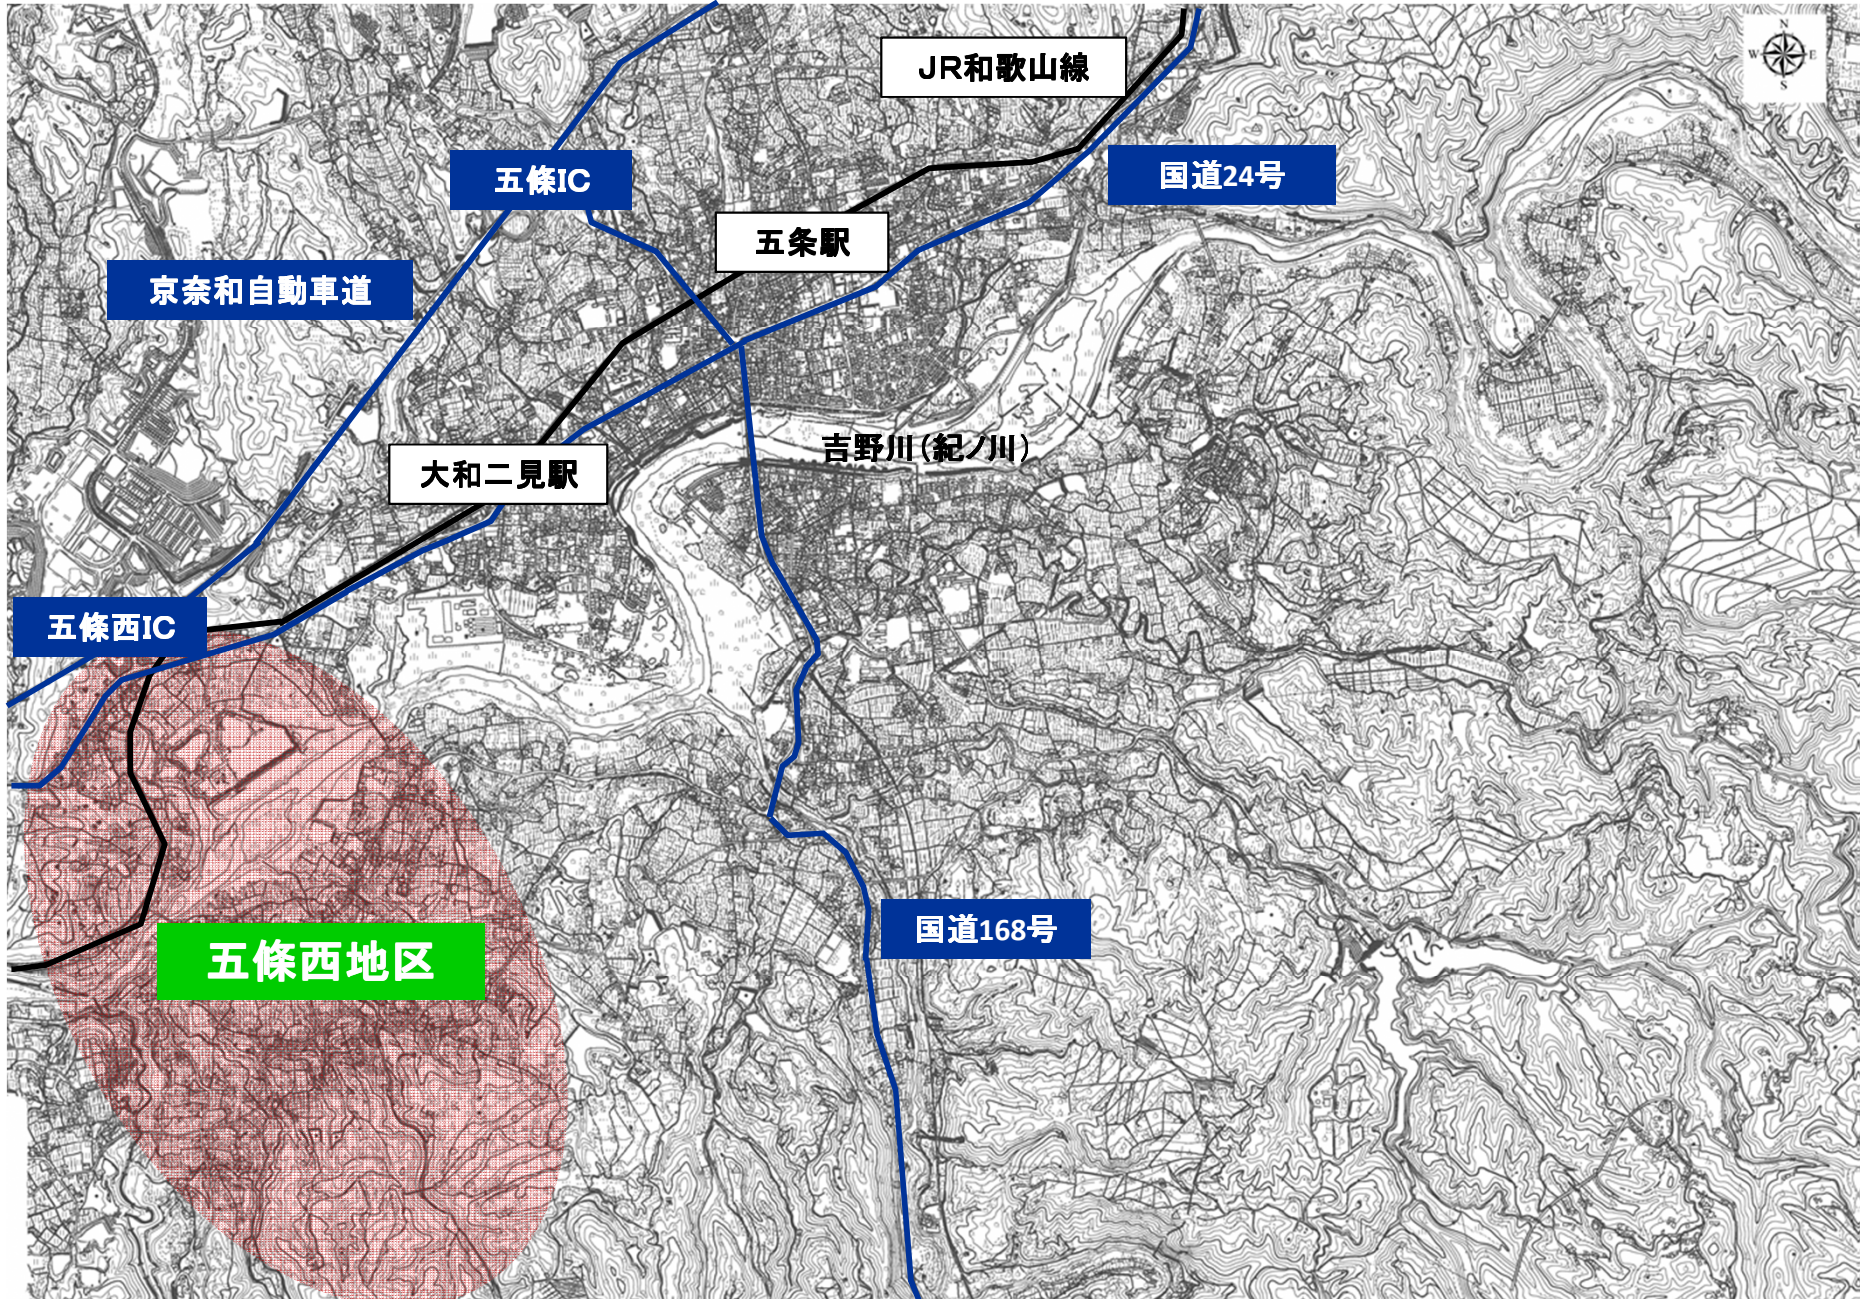 JR和歌山線
N
W E
S
五條IC
国道24号
五条駅
京奈和自動車道
吉野川(紀ノ川)
大和二見駅
五條西IC
国道168号
五條西地区